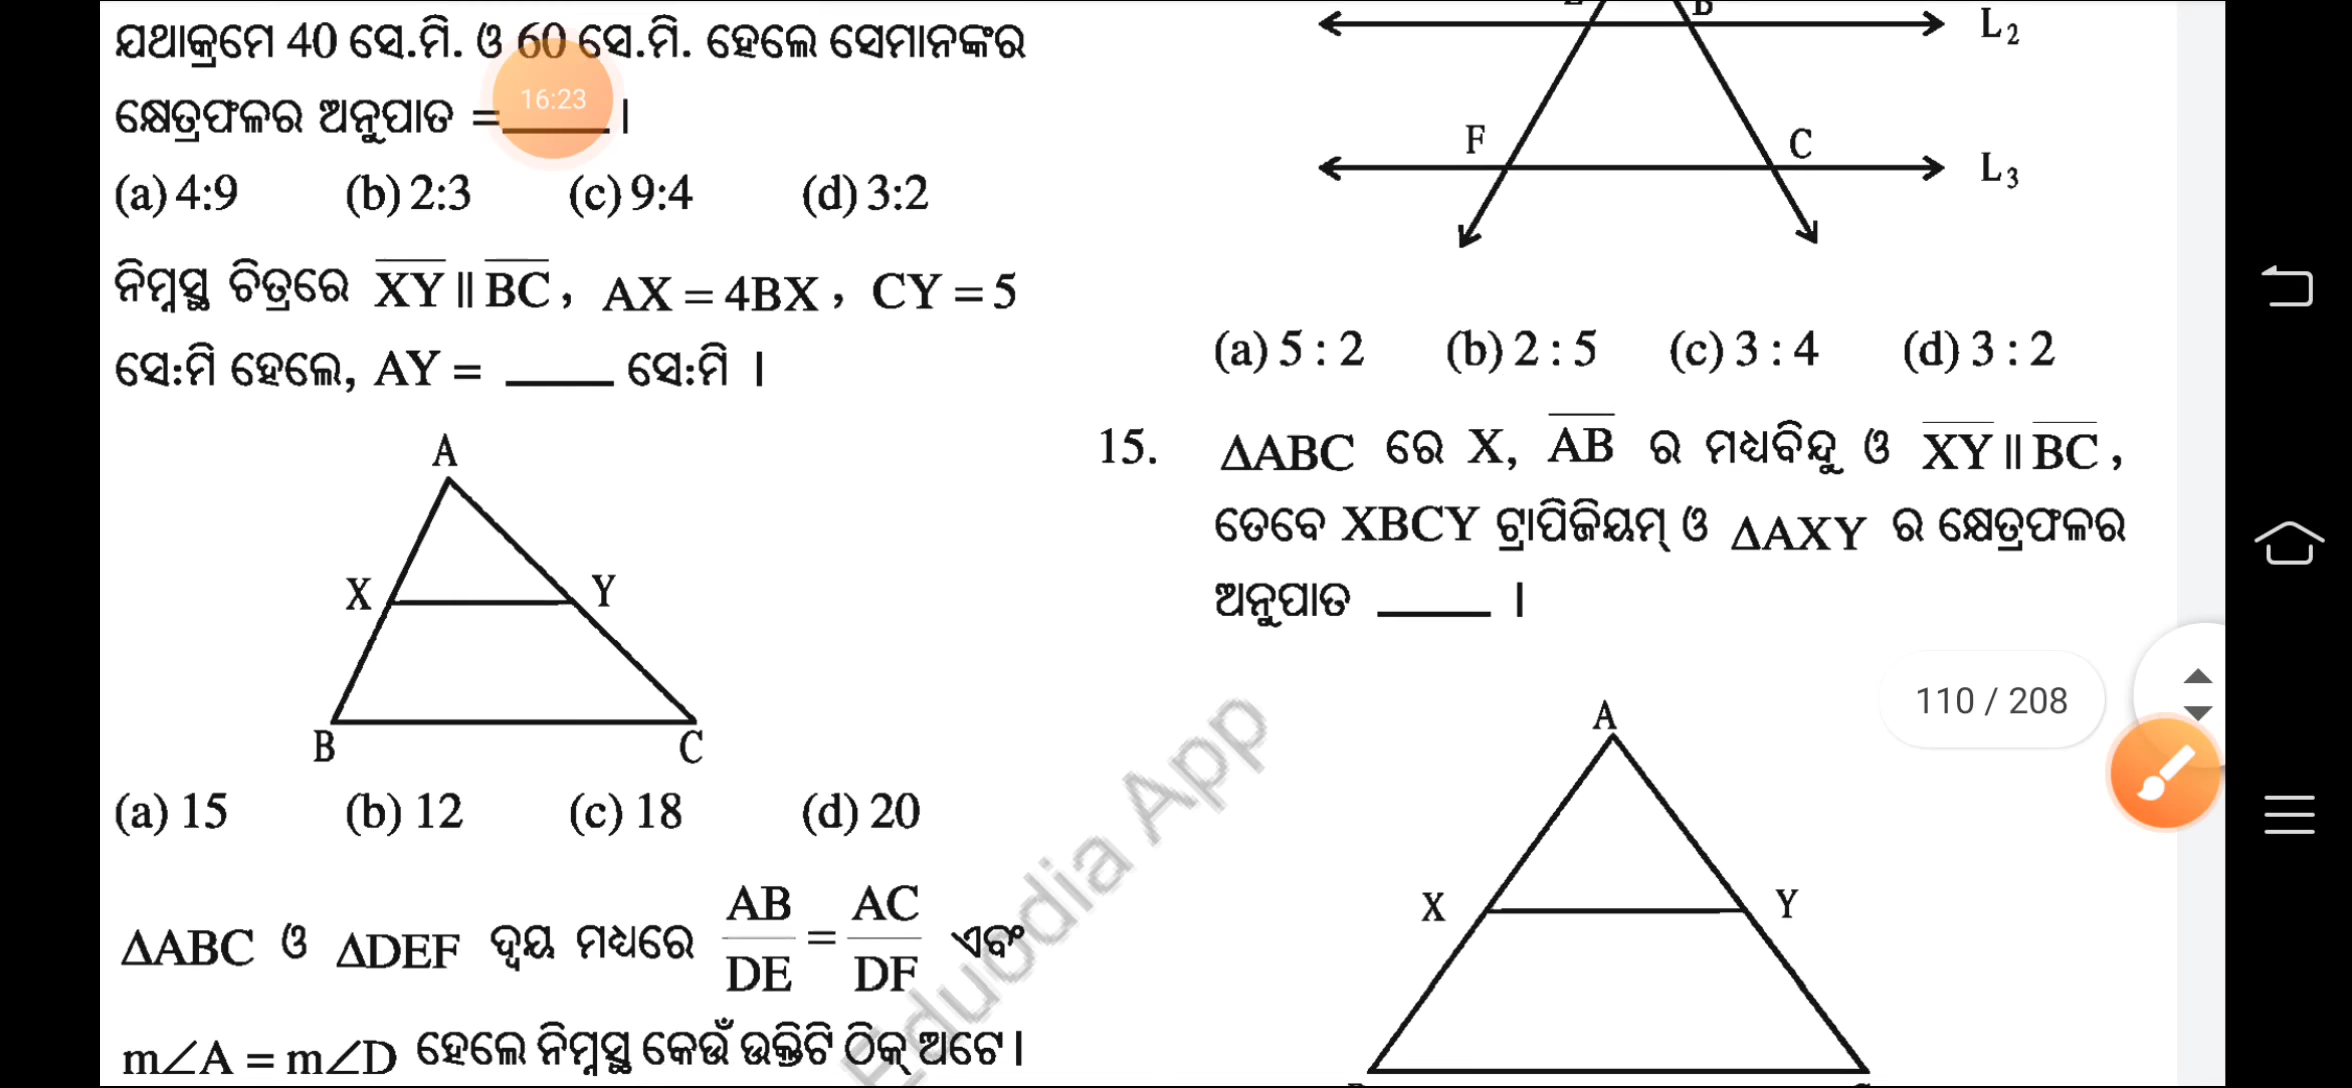 ଯଥାକ୍ରମେ 40 ସେ.ମି. ଓ 60 ସେ.ମି. ହେଲେ ସେମାନଙ୍କର
16:23
କ୍ଷେତ୍ରଫଳର ଅନୁପାତ =_____।
(a) 4:9 (b) 2:3 (c) 9:4 (d) 3:2
ନିମ୍ନସ୍ଥ ଚିତ୍ରରେ XY || BC, AX = 4BX, CY = 5
ସେ:ମି ହେଲେ, AY = _____ ସେ:ମି ।
A
X Y
B C
(a) 15 (b) 12 (c) 18 (d) 20
ΔABC ଓ ΔDEF ଦ୍ୱୟ ମଧ୍ୟରେ AB/DE = AC/DF ଏବଂ
m∠A = m∠D ହେଲେ ନିମ୍ନସ୍ଥ କେଉଁ ଉକ୍ତିଟି ଠିକ୍ ଅଟେ।
B L2
F C L3
(a) 5 : 2 (b) 2 : 5 (c) 3 : 4 (d) 3 : 2
15. ΔABC ରେ X, AB ର ମଧ୍ୟବିନ୍ଦୁ ଓ XY || BC,
ତେବେ XBCY ଟ୍ରାପିଜିୟମ୍ ଓ ΔAXY ର କ୍ଷେତ୍ରଫଳର
ଅନୁପାତ _____ ।
110 / 208
A
X Y
Eduodia App